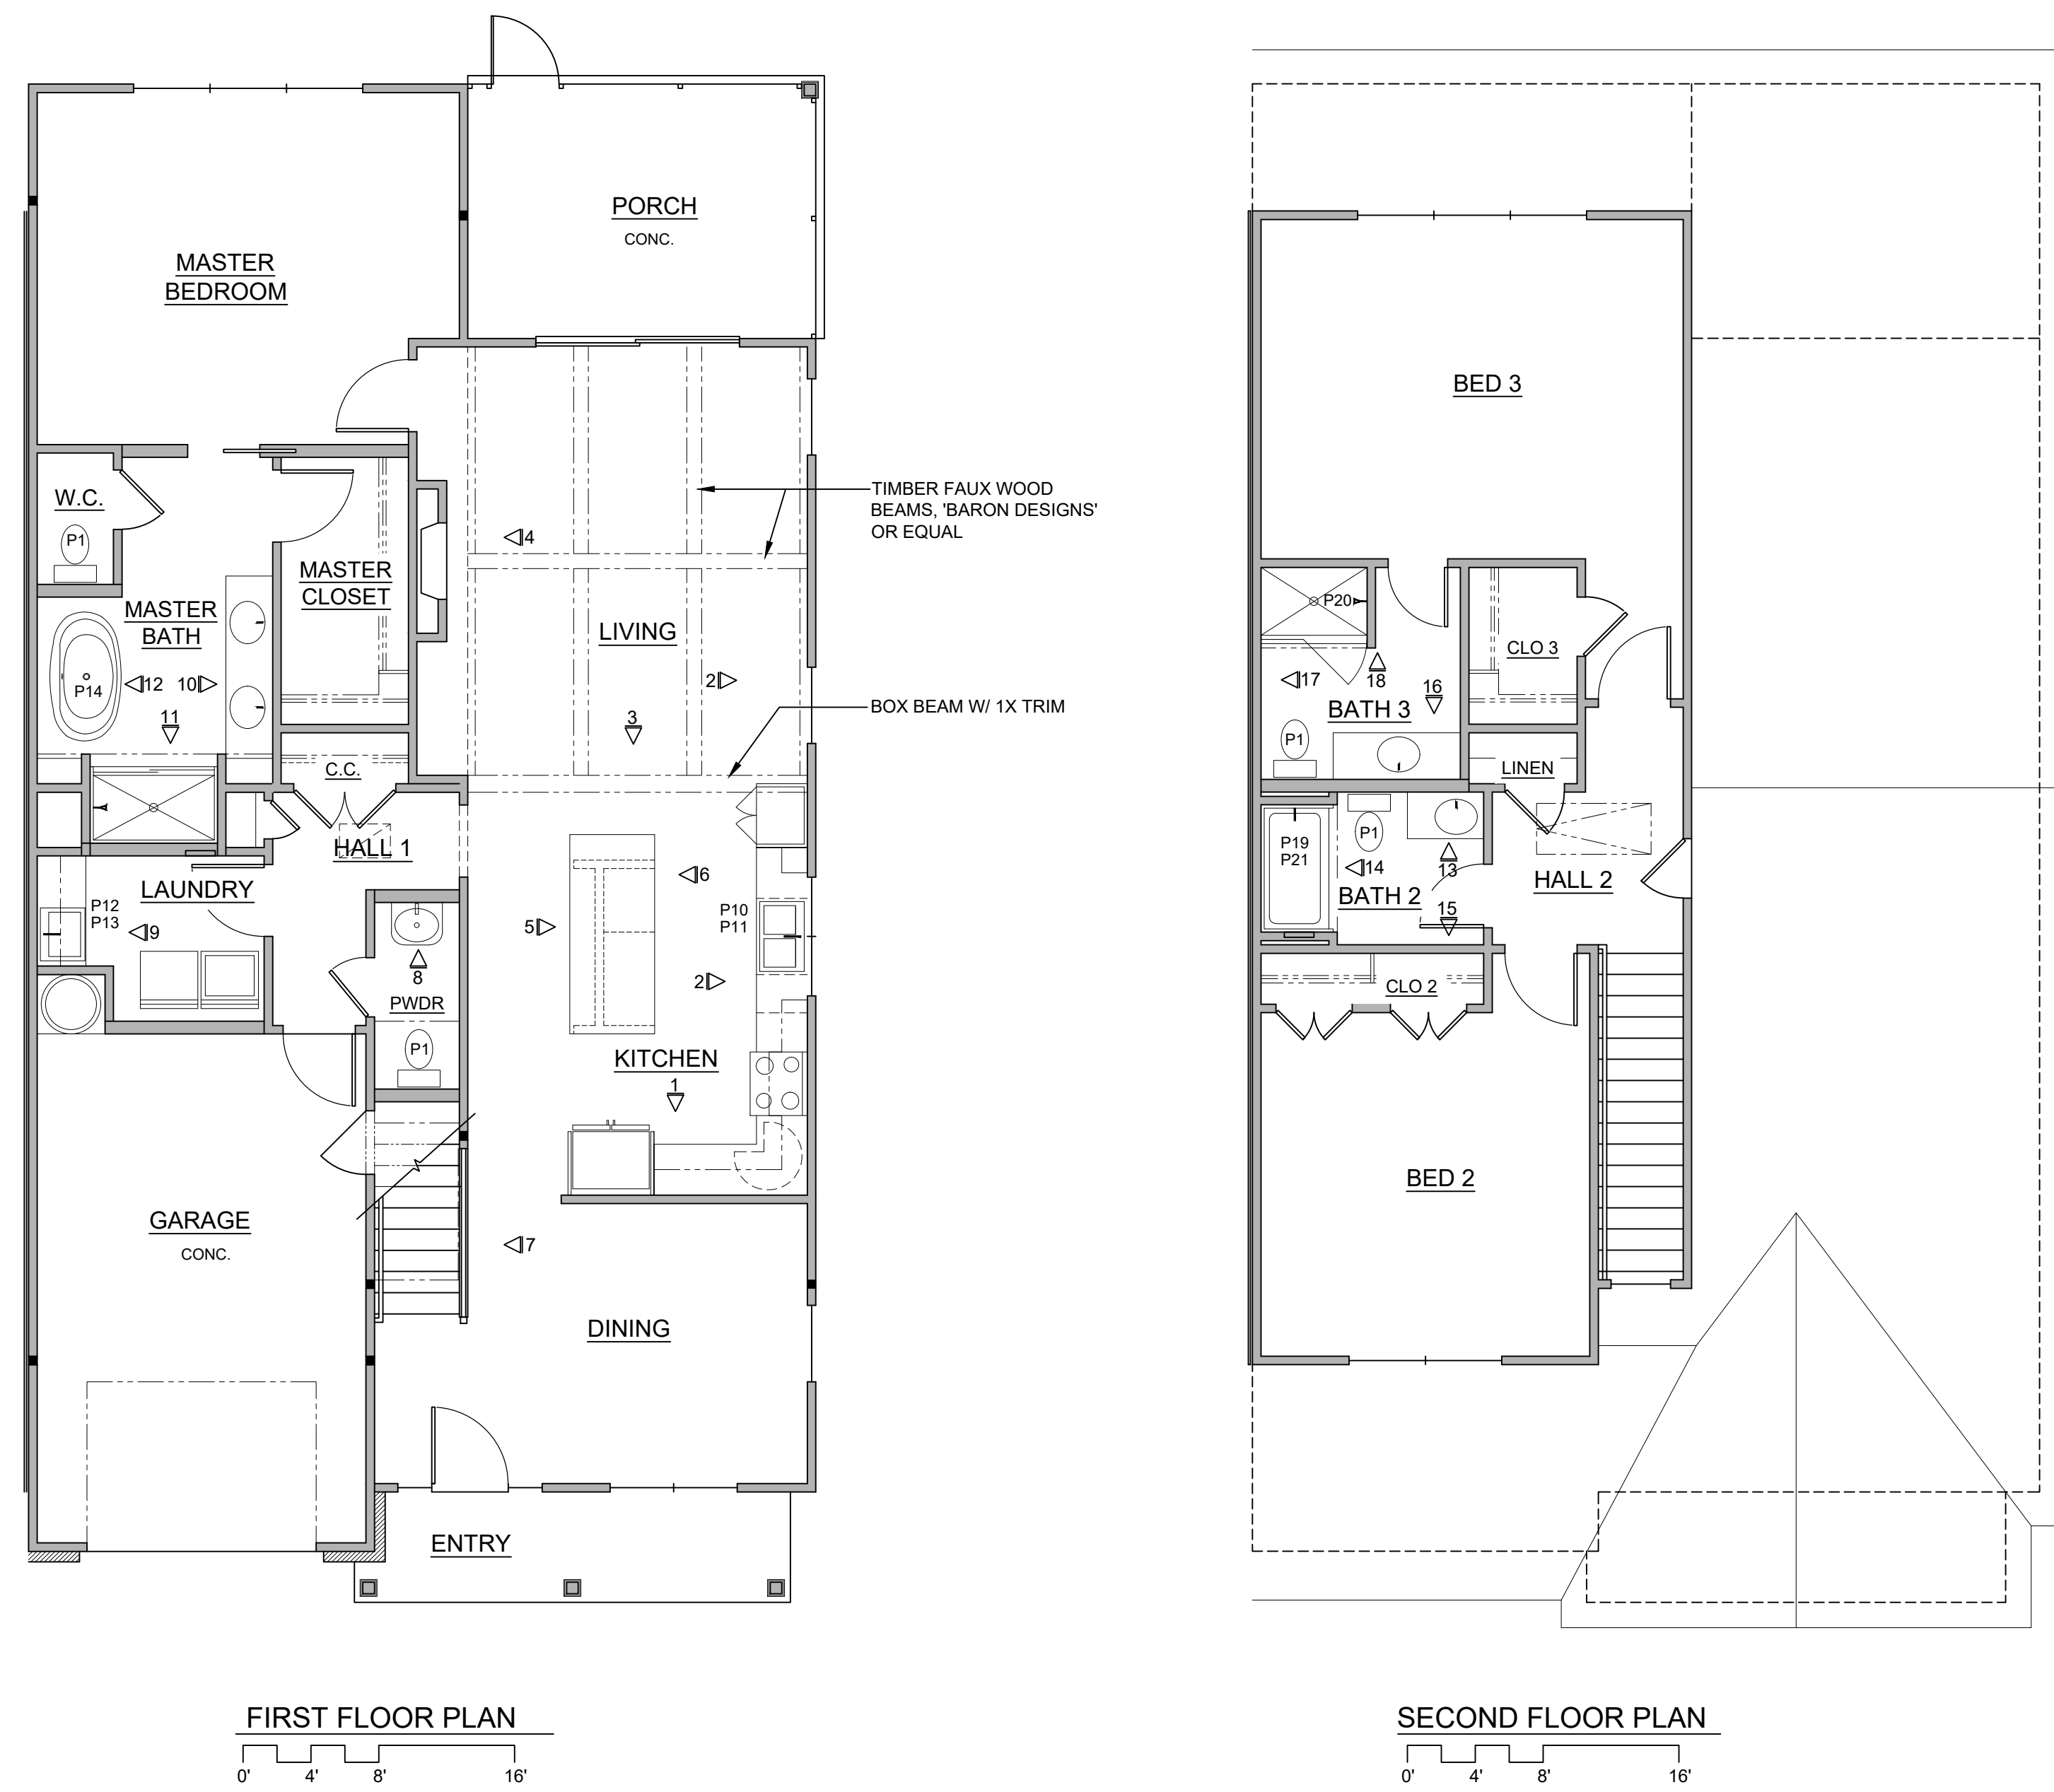 PORCH
CONC.
MASTER
BEDROOM
W.C.
P1
MASTER
CLOSET
MASTER
BATH
P14
12
10
11
4
LIVING
2
3
TIMBER FAUX WOOD
BEAMS, 'BARON DESIGNS'
OR EQUAL
BOX BEAM W/ 1X TRIM
C.C.
HALL 1
LAUNDRY
P12
P13
9
8
PWDR
P1
6
5
P10
P11
2
KITCHEN
1
GARAGE
CONC.
7
DINING
ENTRY
FIRST FLOOR PLAN
0' 4' 8' 16'
BED 3
P20
17
18
16
BATH 3
P1
CLO 3
LINEN
P19
P21
P1
14
13
BATH 2
15
HALL 2
CLO 2
BED 2
SECOND FLOOR PLAN
0' 4' 8' 16'